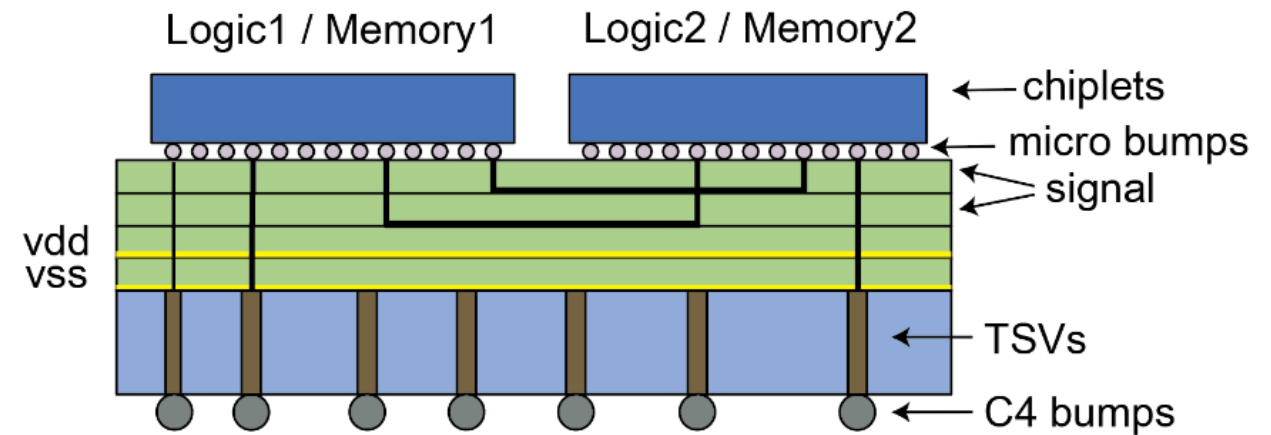 Logic1 / Memory1
Logic2 / Memory2
chiplets
micro bumps
signal
vdd
vss
TSVs
C4 bumps